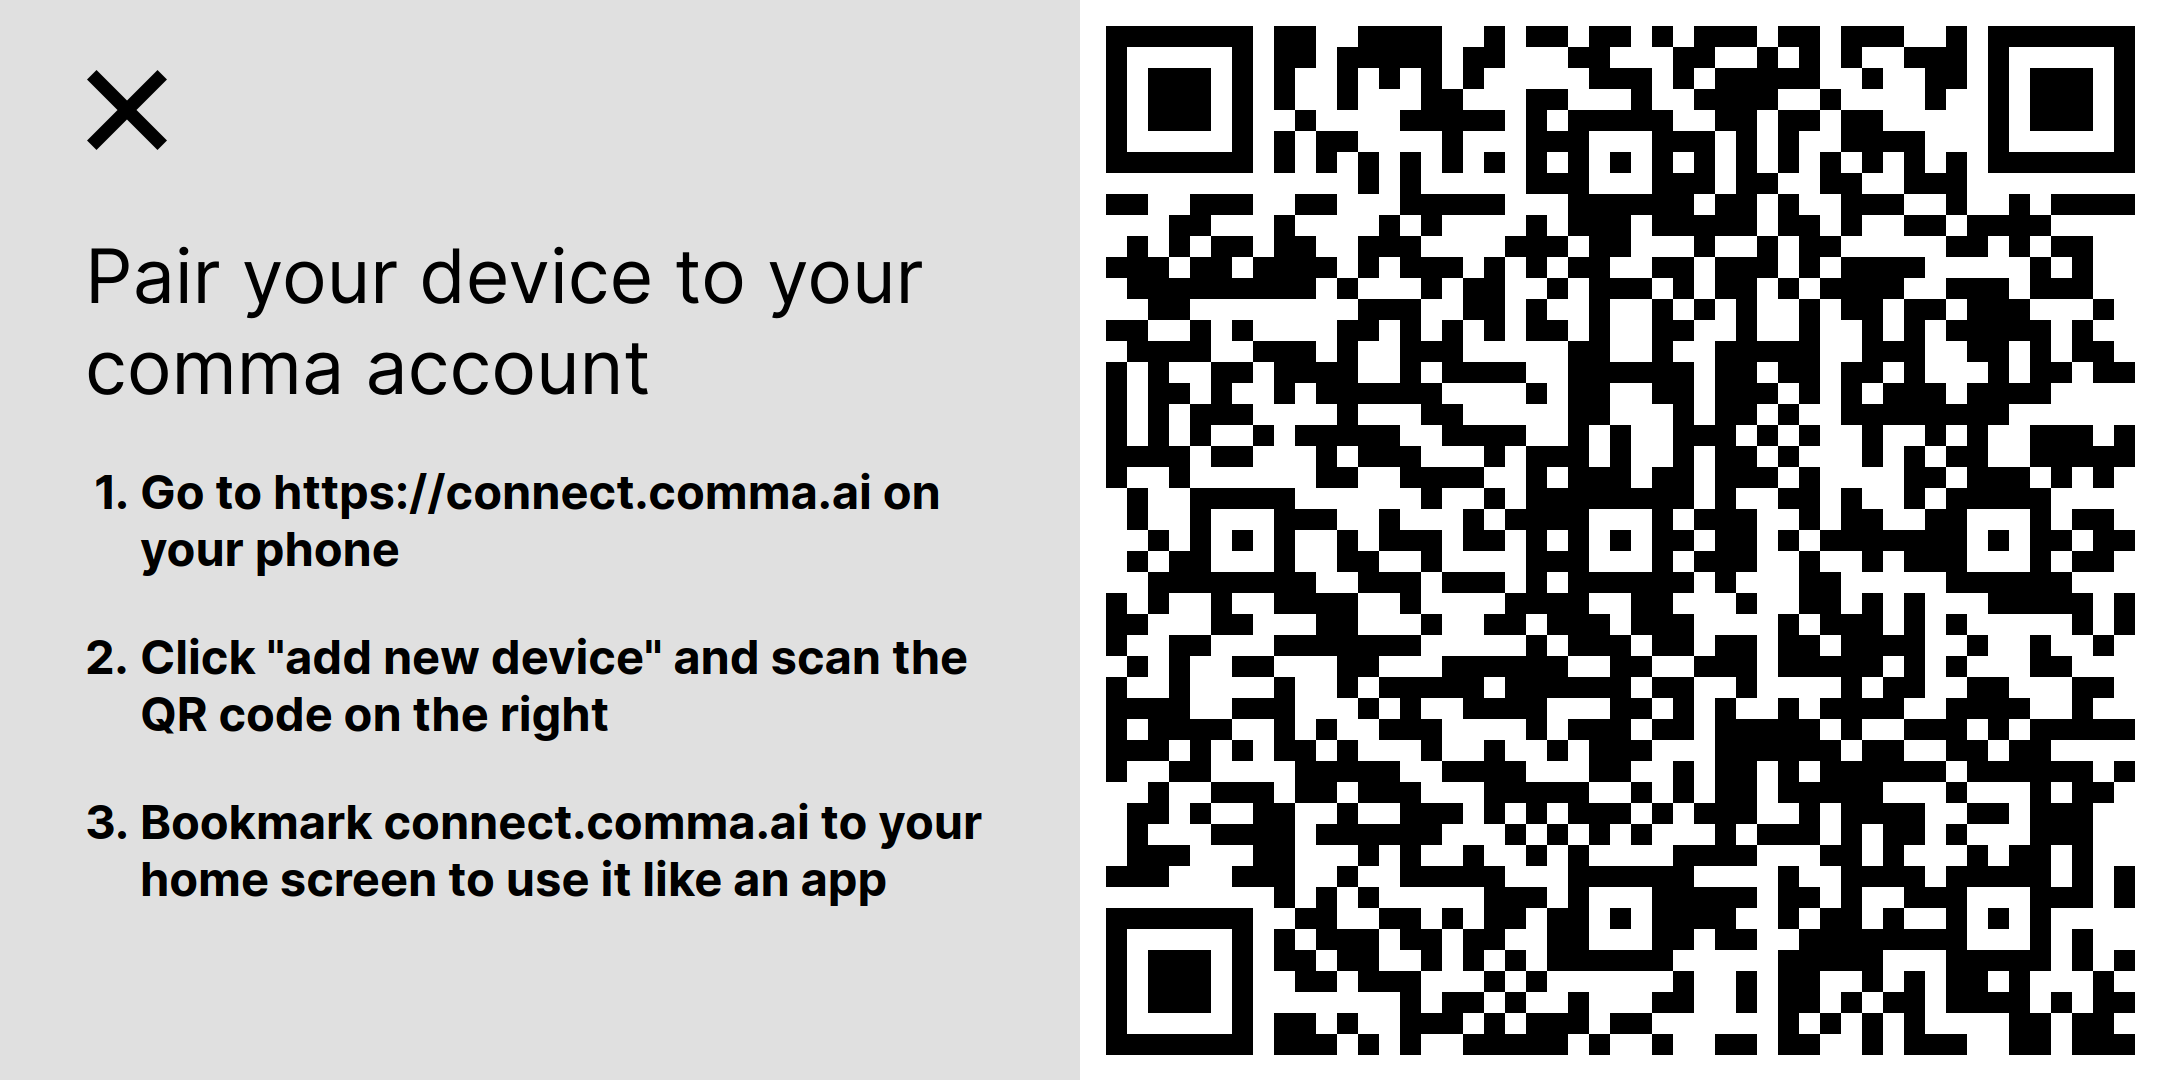 Pair your device to your
comma account
1. Go to https://connect.comma.ai on
your phone
2. Click "add new device" and scan the
QR code on the right
3. Bookmark connect.comma.ai to your
home screen to use it like an app